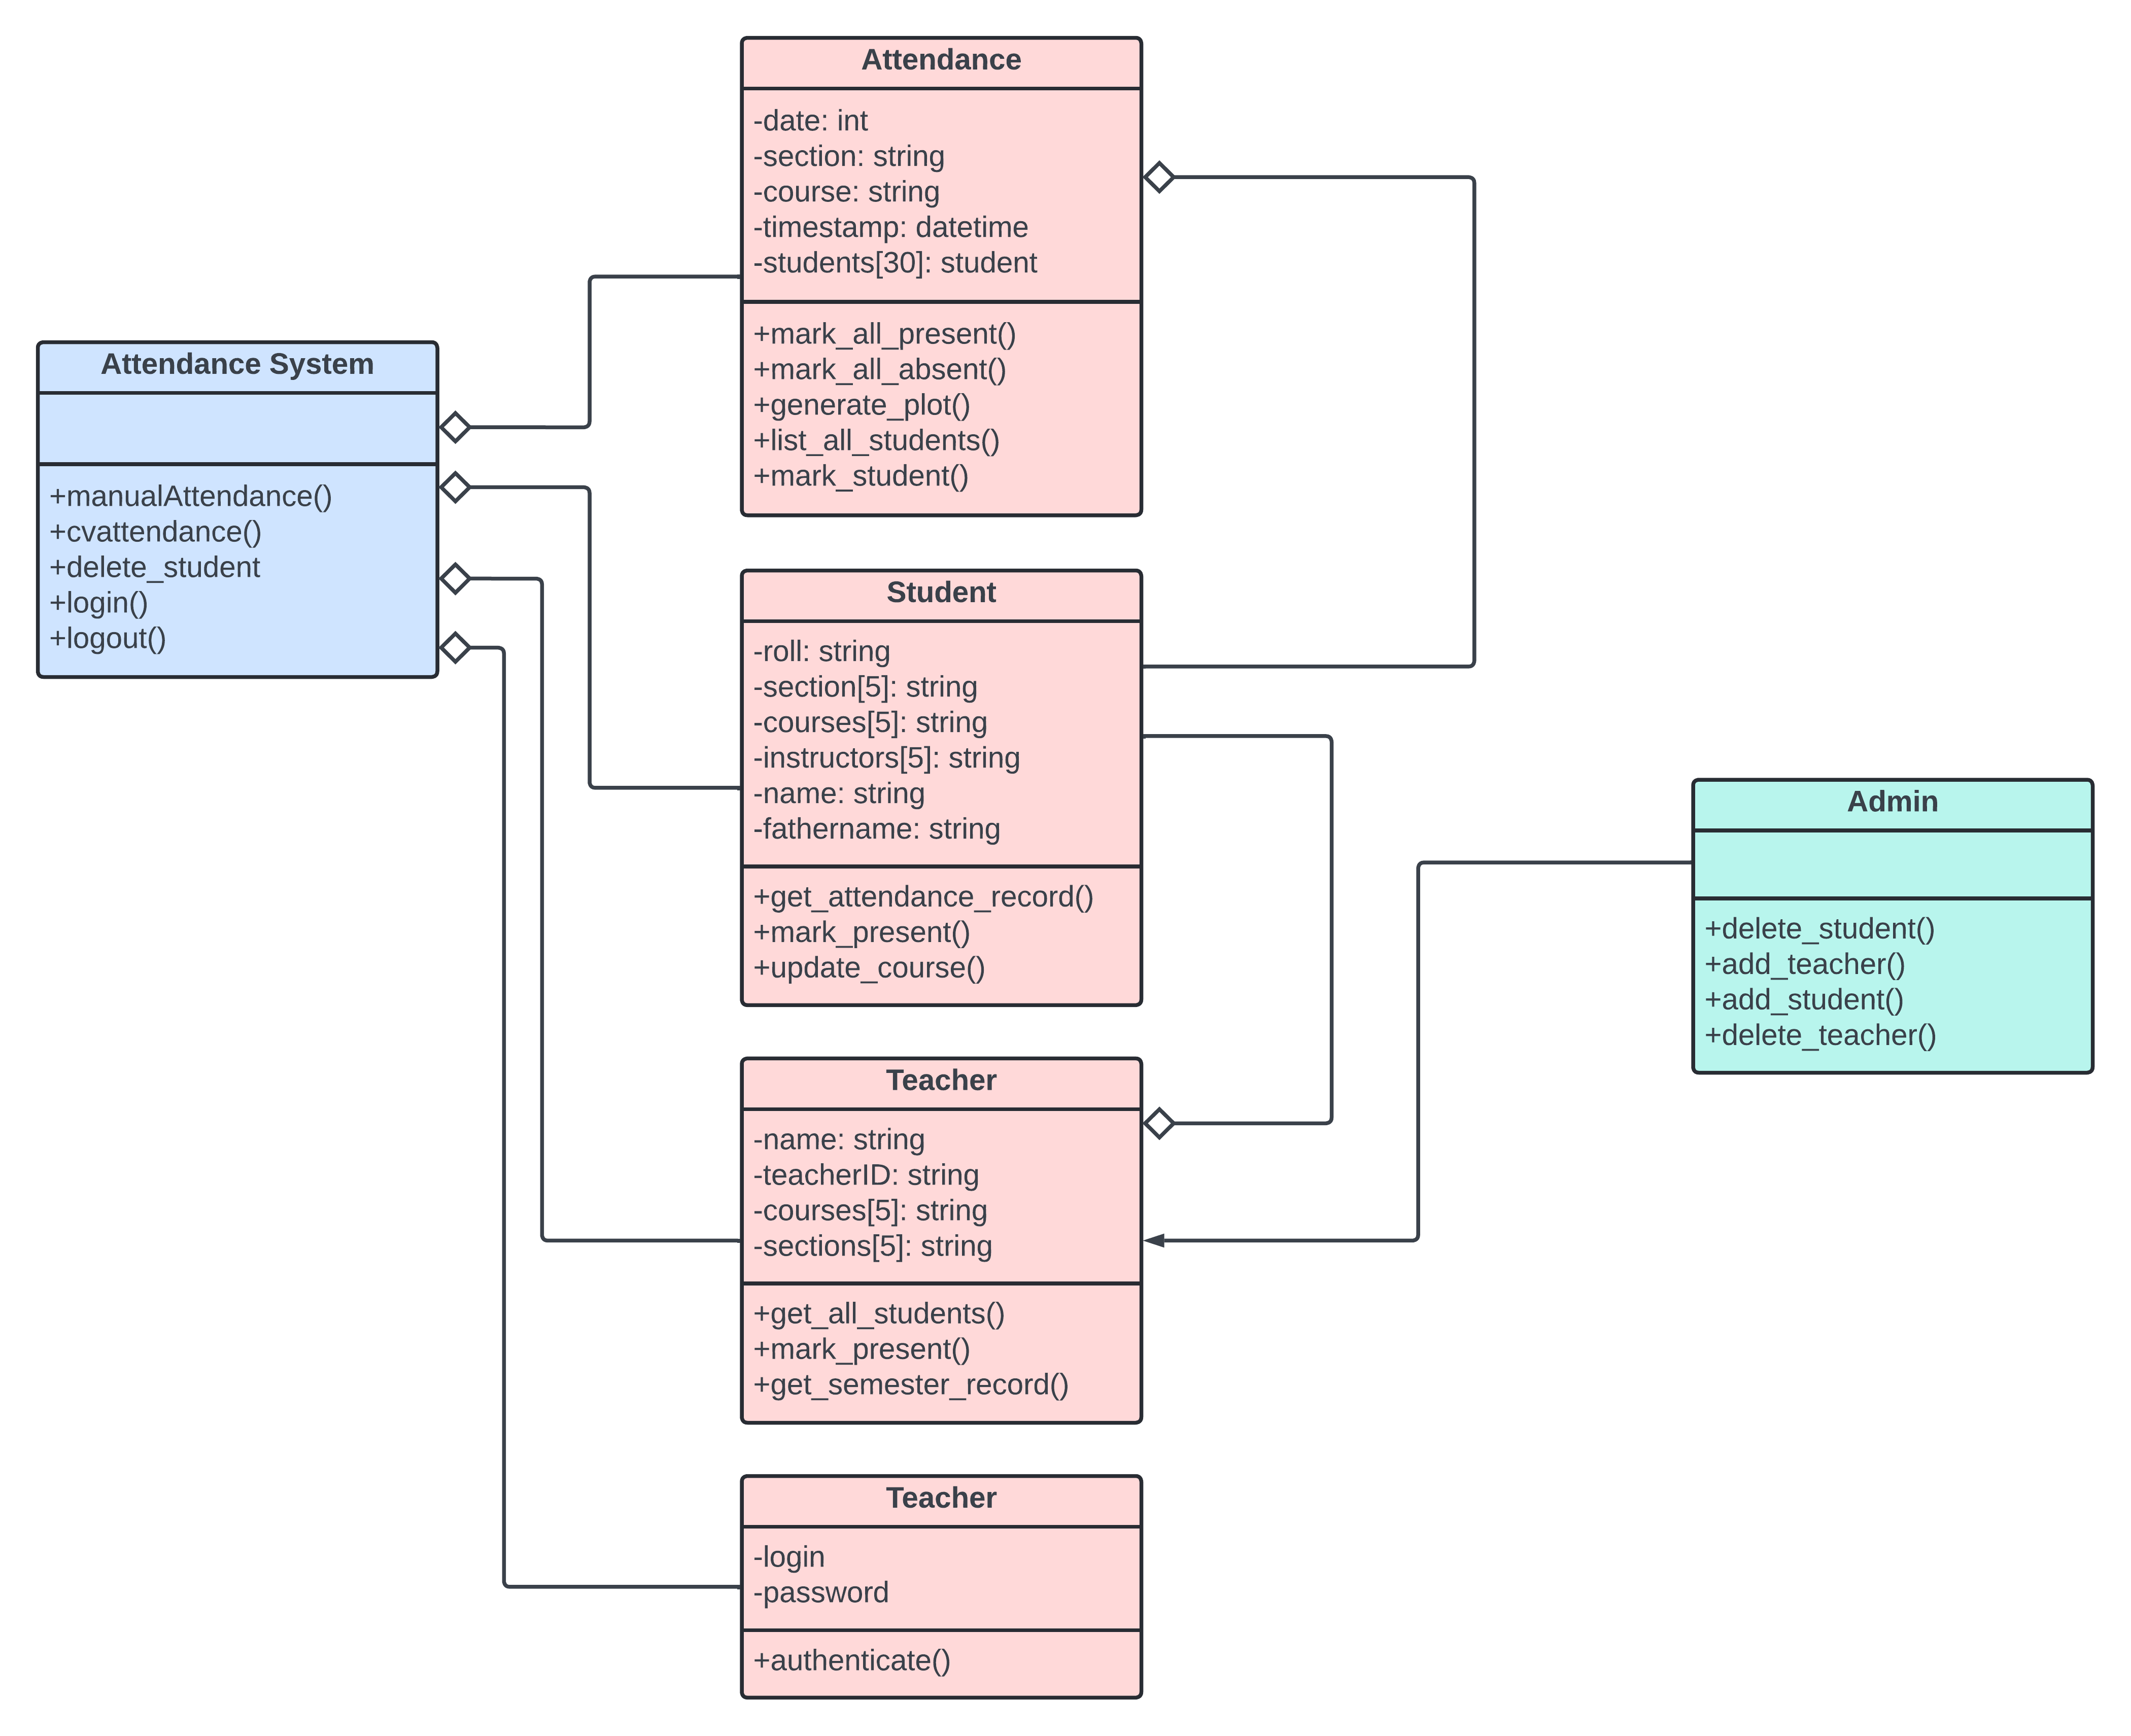 Attendance
-date: int
-section: string
-course: string
-timestamp: datetime
-students[30]: student
+mark_all_present()
+mark_all_absent()
+generate_plot()
+list_all_students()
+mark_student()
Attendance System
+manualAttendance()
+cvattendance()
+delete_student
+login()
+logout()
Student
-roll: string
-section[5]: string
-courses[5]: string
-instructors[5]: string
-name: string
-fathername: string
+get_attendance_record()
+mark_present()
+update_course()
Admin
+delete_student()
+add_teacher()
+add_student()
+delete_teacher()
Teacher
-name: string
-teacherID: string
-courses[5]: string
-sections[5]: string
+get_all_students()
+mark_present()
+get_semester_record()
Teacher
-login
-password
+authenticate()